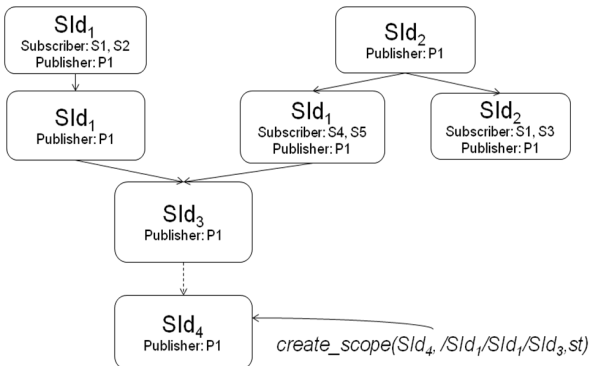 SId₁
Subscriber: S1, S2
Publisher: P1
SId₂
Publisher: P1
SId₁
Publisher: P1
SId₁
Subscriber: S4, S5
Publisher: P1
SId₂
Subscriber: S1, S3
Publisher: P1
SId₃
Publisher: P1
SId₄
Publisher: P1
create_scope(SId₄, /SId₁/SId₁/SId₃,st)